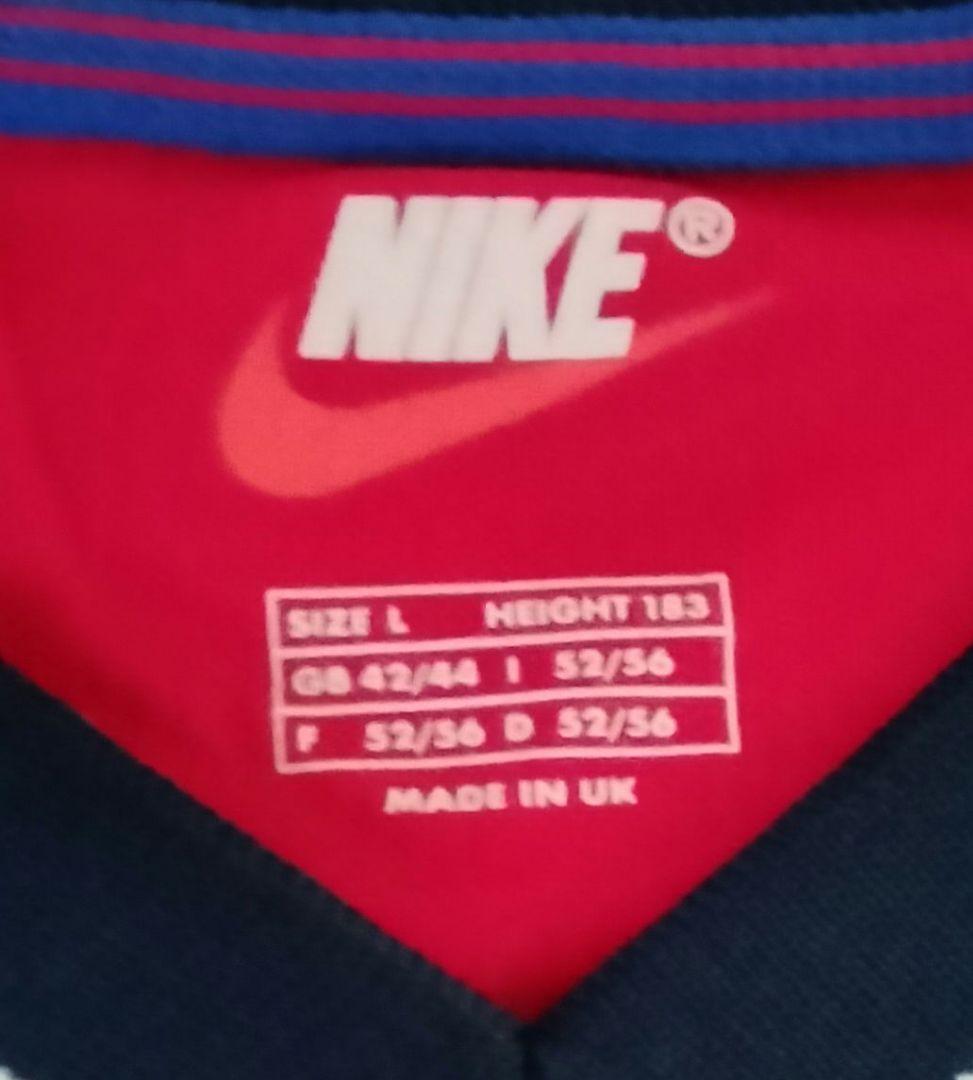 NIKE®
SIZE L HEIGHT 183
GB 42/44 I 52/56
F 52/56 D 52/56
MADE IN UK